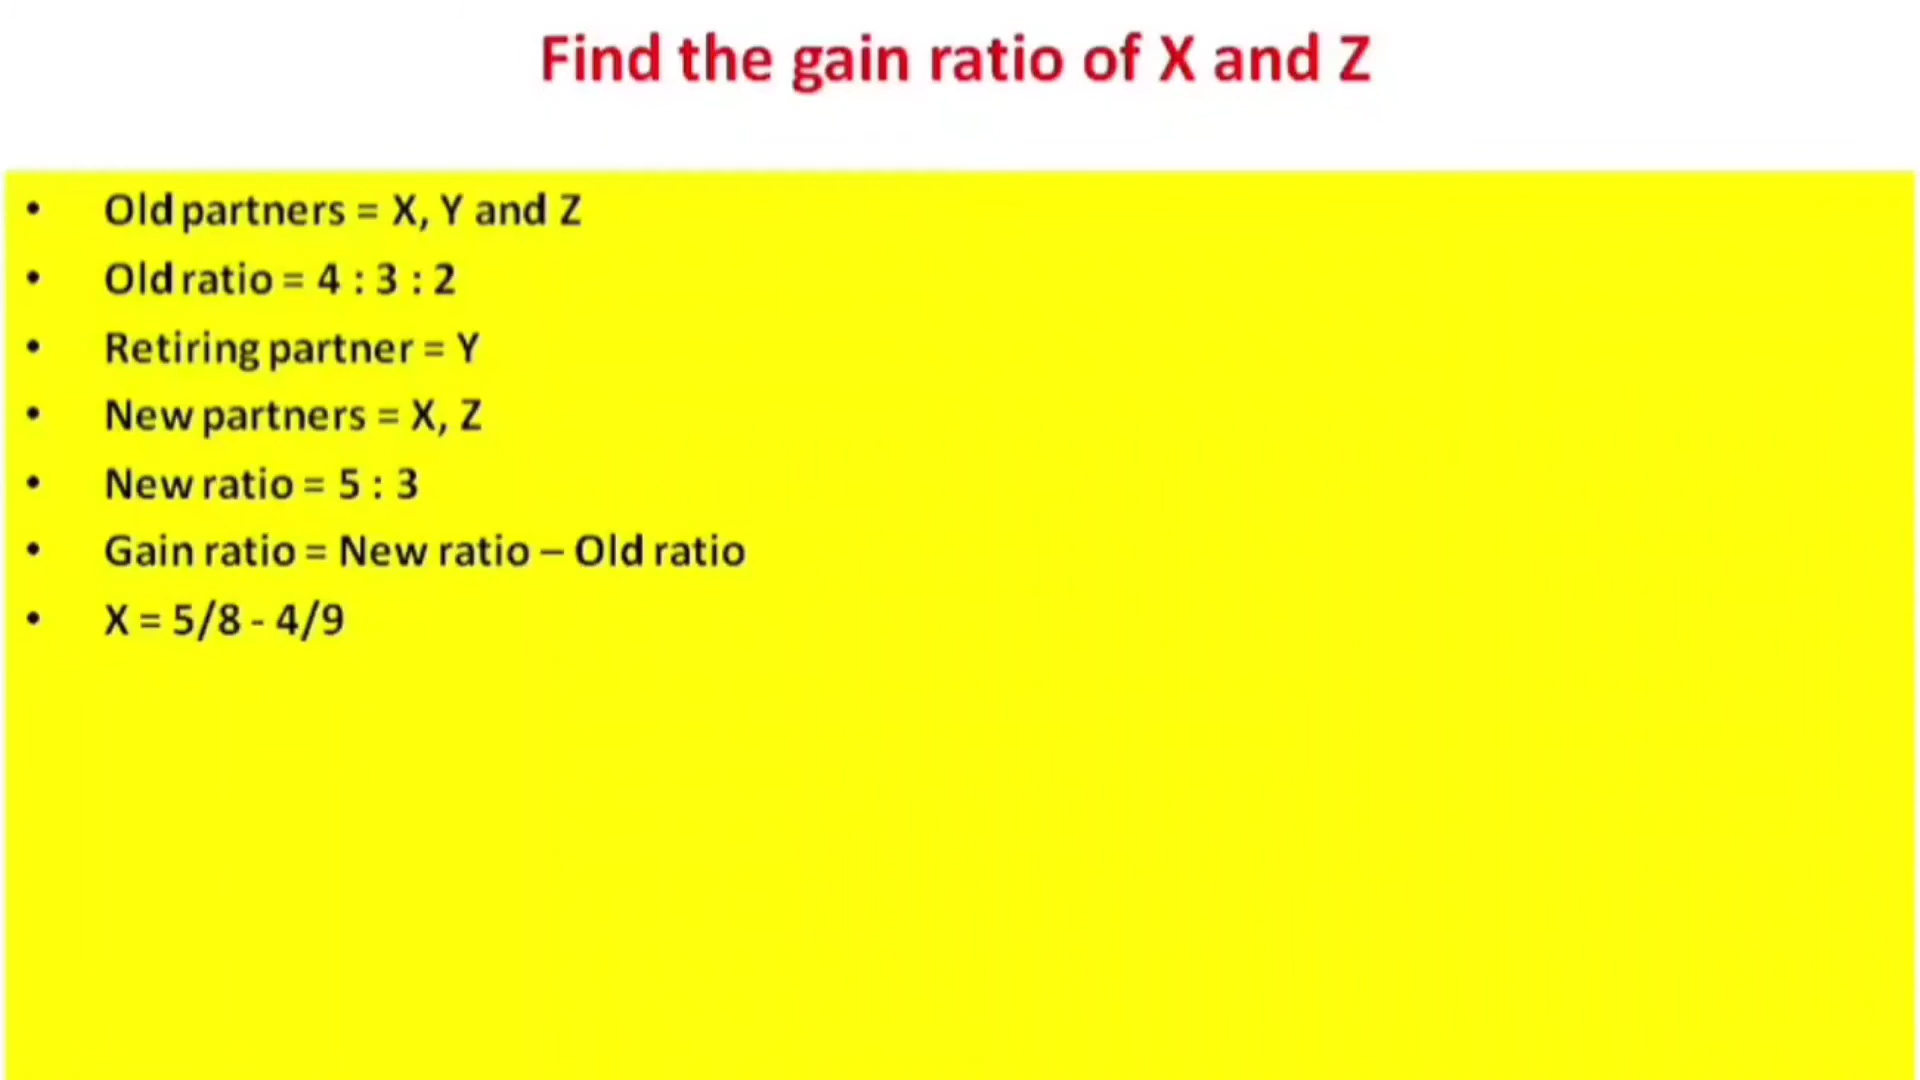 Find the gain ratio of X and Z
• Old partners = X, Y and Z
• Old ratio = 4 : 3 : 2
• Retiring partner = Y
• New partners = X, Z
• New ratio = 5 : 3
• Gain ratio = New ratio – Old ratio
• X = 5/8 - 4/9